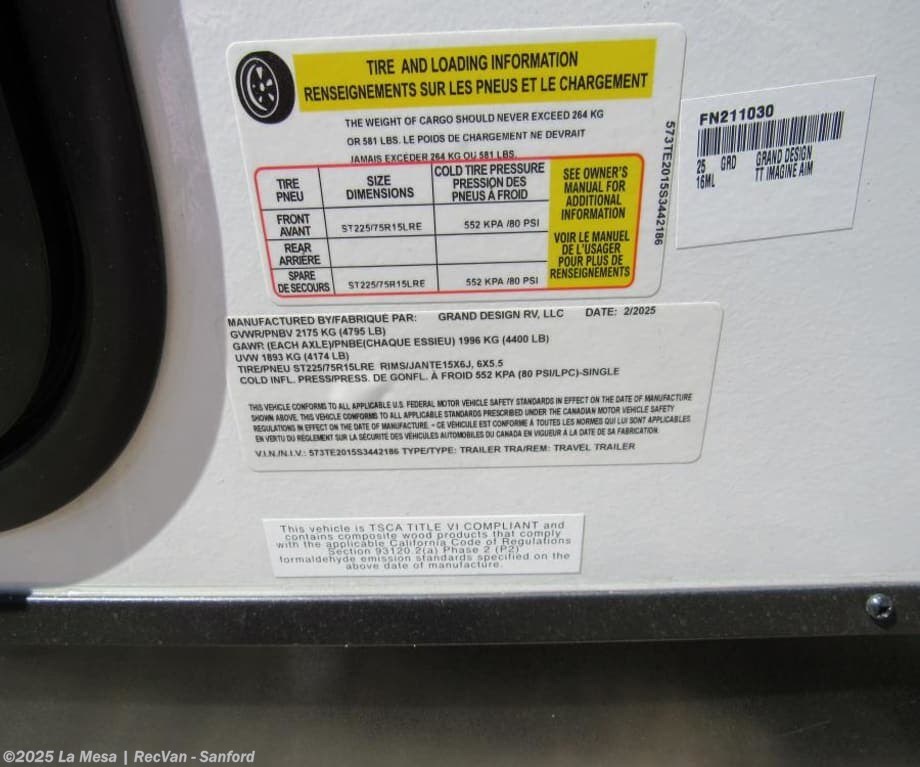 TIRE AND LOADING INFORMATION
RENSEIGNEMENTS SUR LES PNEUS ET LE CHARGEMENT
THE WEIGHT OF CARGO SHOULD NEVER EXCEED 264 KG
OR 581 LBS. LE POIDS DE CHARGEMENT NE DEVRAIT
JAMAIS EXCEDER 264 KG OU 581 LBS.
TIRE
PNEU
SIZE
DIMENSIONS
COLD TIRE PRESSURE
PRESSION DES
PNEUS À FROID
FRONT
AVANT
ST225/75R15LRE
552 KPA /80 PSI
REAR
ARRIÈRE
SPARE
DE SECOURS
ST225/75R15LRE
552 KPA /80 PSI
SEE OWNER'S
MANUAL FOR
ADDITIONAL
INFORMATION
VOIR LE MANUEL
DE L'USAGER
POUR PLUS DE
RENSEIGNEMENTS
573TE2015S3442186
FN211030
25 GRD GRAND DESIGN
16ML TT IMAGINE AIM
MANUFACTURED BY/FABRIQUÉ PAR: GRAND DESIGN RV, LLC DATE: 2/2025
GVWR/PNBV 2175 KG (4795 LB)
GAWR (EACH AXLE)/PNBE(CHAQUE ESSIEU) 1996 KG (4400 LB)
UVW 1893 KG (4174 LB)
TIRE/PNEU ST225/75R15LRE RIMS/JANTE15X6J, 6X5.5
COLD INFL. PRESS/PRESS. DE GONFL. À FROID 552 KPA (80 PSI/LPC)-SINGLE
THIS VEHICLE CONFORMS TO ALL APPLICABLE U.S. FEDERAL MOTOR VEHICLE SAFETY STANDARDS IN EFFECT ON THE DATE OF MANUFACTURE
SHOWN ABOVE. THIS VEHICLE CONFORMS TO ALL APPLICABLE STANDARDS PRESCRIBED UNDER THE CANADIAN MOTOR VEHICLE SAFETY
REGULATIONS IN EFFECT ON THE DATE OF MANUFACTURE. - CE VÉHICULE EST CONFORME À TOUTES LES NORMES QUI LUI SONT APPLICABLES
EN VERTU DU RÈGLEMENT SUR LA SÉCURITÉ DES VÉHICULES AUTOMOBILES DU CANADA EN VIGUEUR À LA DATE DE SA FABRICATION.
V.I.N./N.I.V.: 573TE2015S3442186 TYPE/TYPE: TRAILER TRA/REM: TRAVEL TRAILER
This vehicle is TSCA TITLE VI COMPLIANT and
contains composite wood products that comply
with the applicable California Code of Regulations
Section 93120.2(a) Phase 2 (P2)
formaldehyde emission standards specified on the
above date of manufacture.
©2025 La Mesa | RecVan - Sanford